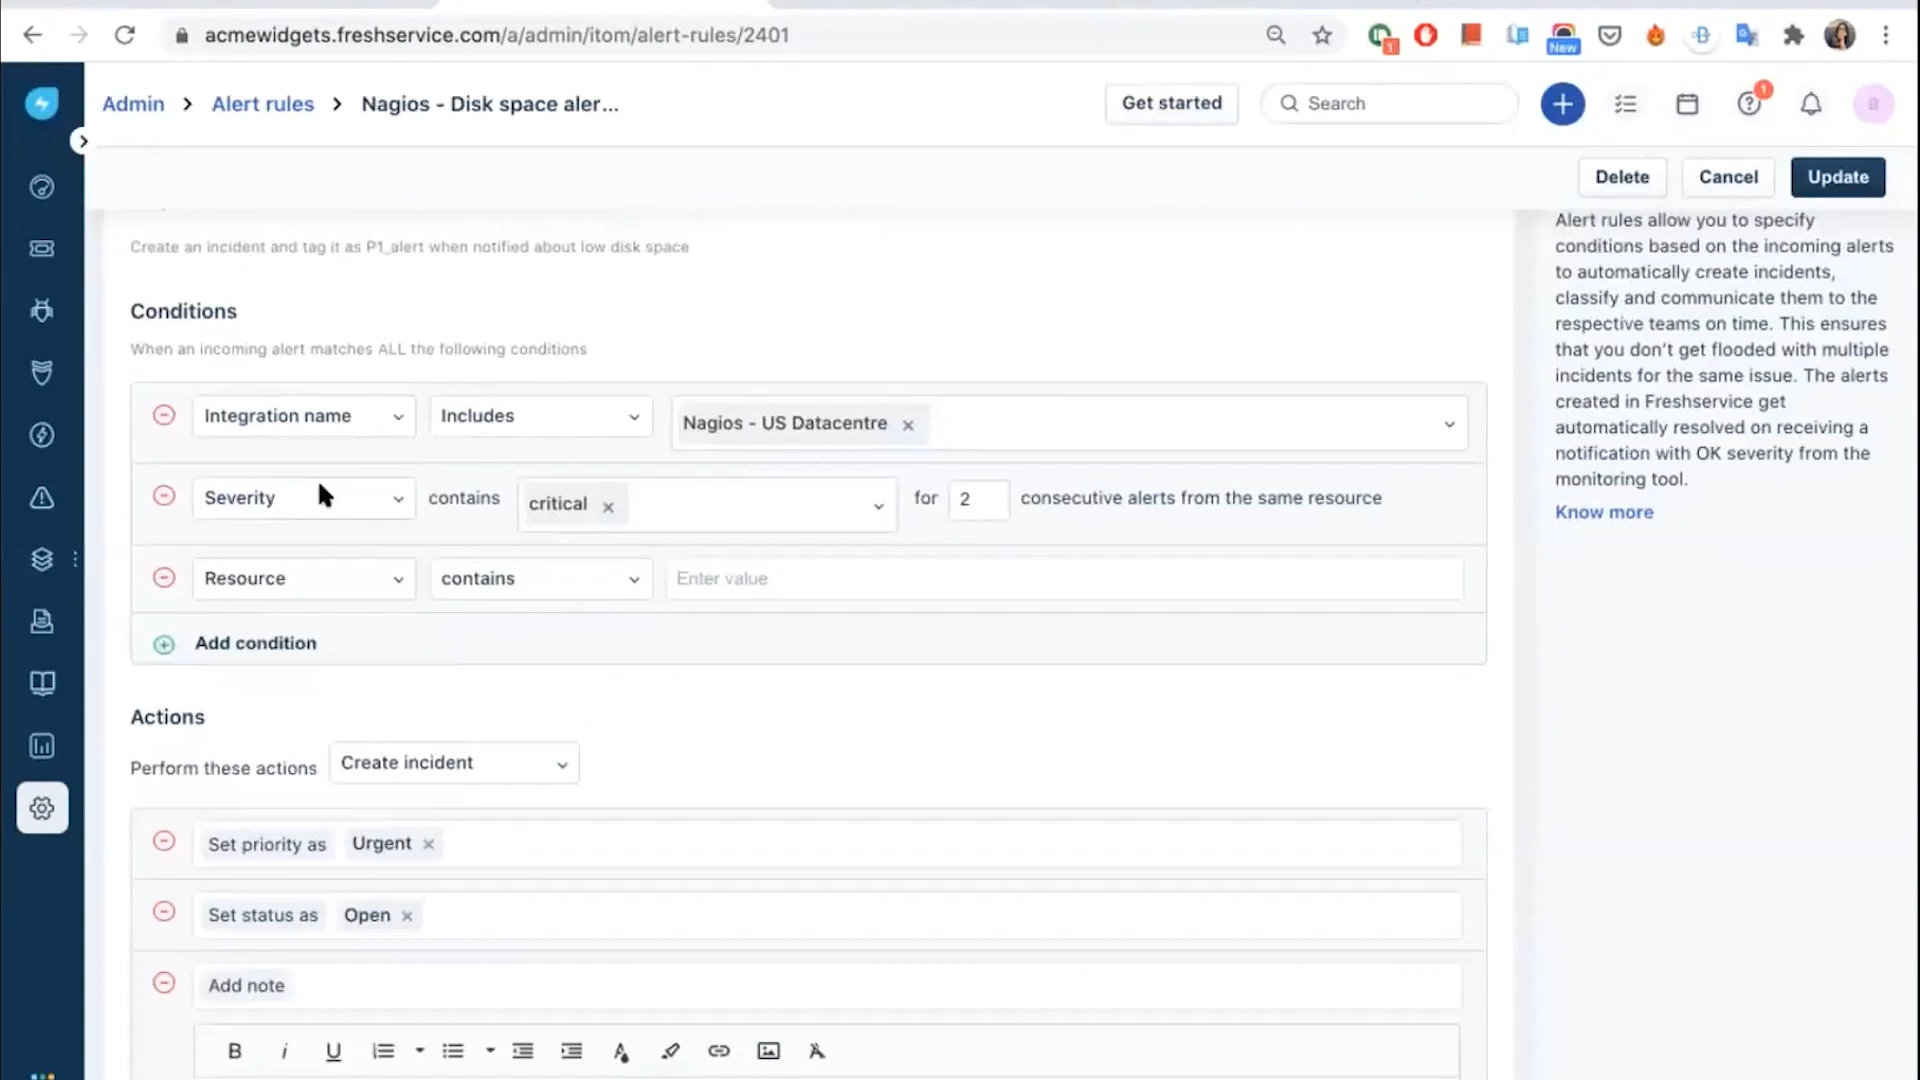 acmewidgets.freshservice.com/a/admin/itom/alert-rules/2401
1
New
Admin > Alert rules > Nagios - Disk space aler...
Get started
Search
1
B
Delete
Cancel
Update
Create an incident and tag it as P1_alert when notified about low disk space
Conditions
When an incoming alert matches ALL the following conditions
Integration name
Includes
Nagios - US Datacentre
Severity
contains
critical
for 2 consecutive alerts from the same resource
Resource
contains
Enter value
Add condition
Actions
Perform these actions
Create incident
Set priority as Urgent
Set status as Open
Add note
B i U
Alert rules allow you to specify
conditions based on the incoming alerts
to automatically create incidents,
classify and communicate them to the
respective teams on time. This ensures
that you don't get flooded with multiple
incidents for the same issue. The alerts
created in Freshservice get
automatically resolved on receiving a
notification with OK severity from the
monitoring tool.
Know more